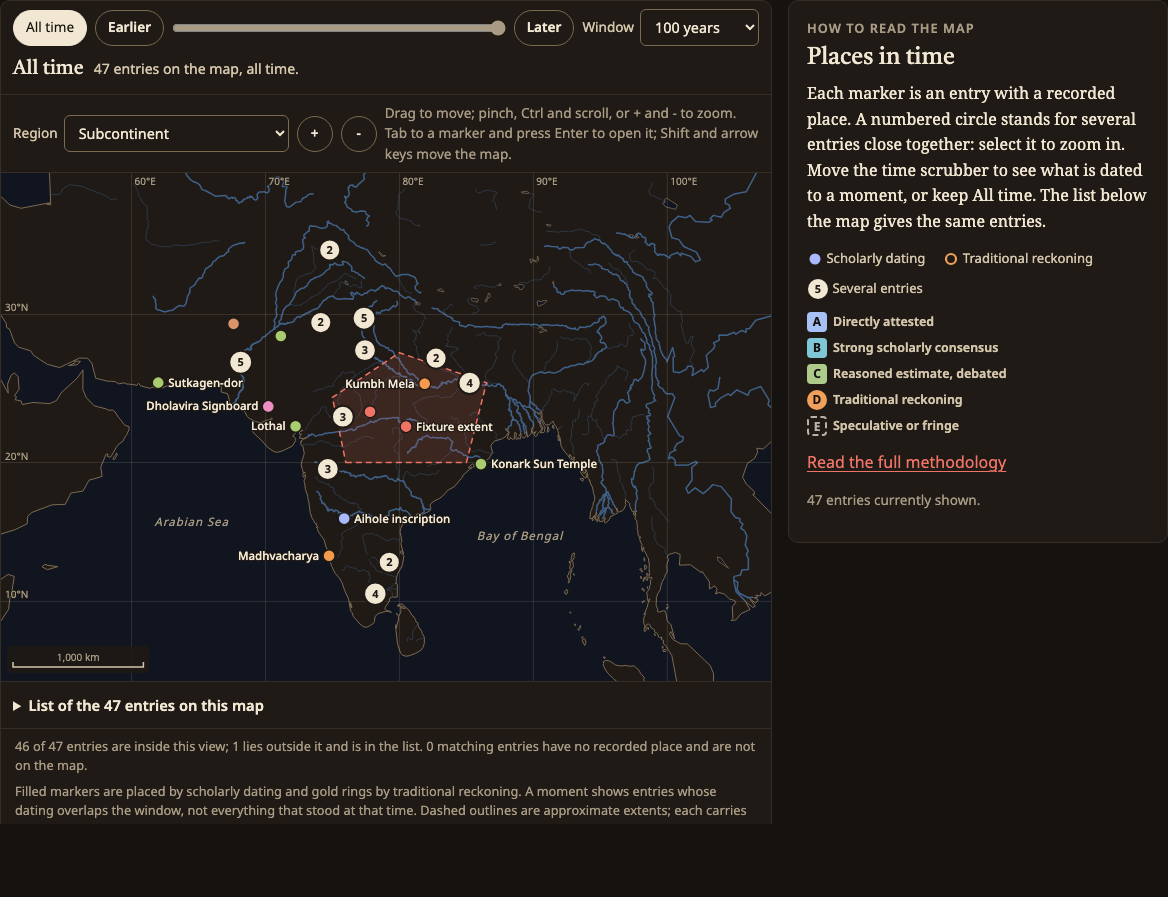 All time
Earlier
Later
Window
100 years
All time
47 entries on the map, all time.
Region
Subcontinent
+
-
Drag to move; pinch, Ctrl and scroll, or + and - to zoom.
Tab to a marker and press Enter to open it; Shift and arrow
keys move the map.
60°E
70°E
80°E
90°E
100°E
2
30°N
2
5
5
3
2
Sutkagen-dor
Kumbh Mela
4
Dholavira Signboard
3
Lothal
Fixture extent
20°N
3
Konark Sun Temple
Arabian Sea
Aihole inscription
Bay of Bengal
Madhvacharya
2
10°N
4
1,000 km
List of the 47 entries on this map
46 of 47 entries are inside this view; 1 lies outside it and is in the list. 0 matching entries have no recorded place and are not
on the map.
Filled markers are placed by scholarly dating and gold rings by traditional reckoning. A moment shows entries whose
dating overlaps the window, not everything that stood at that time. Dashed outlines are approximate extents; each carries
HOW TO READ THE MAP
Places in time
Each marker is an entry with a recorded
place. A numbered circle stands for several
entries close together: select it to zoom in.
Move the time scrubber to see what is dated
to a moment, or keep All time. The list below
the map gives the same entries.
Scholarly dating
Traditional reckoning
5 Several entries
A Directly attested
B Strong scholarly consensus
C Reasoned estimate, debated
D Traditional reckoning
E Speculative or fringe
Read the full methodology
47 entries currently shown.